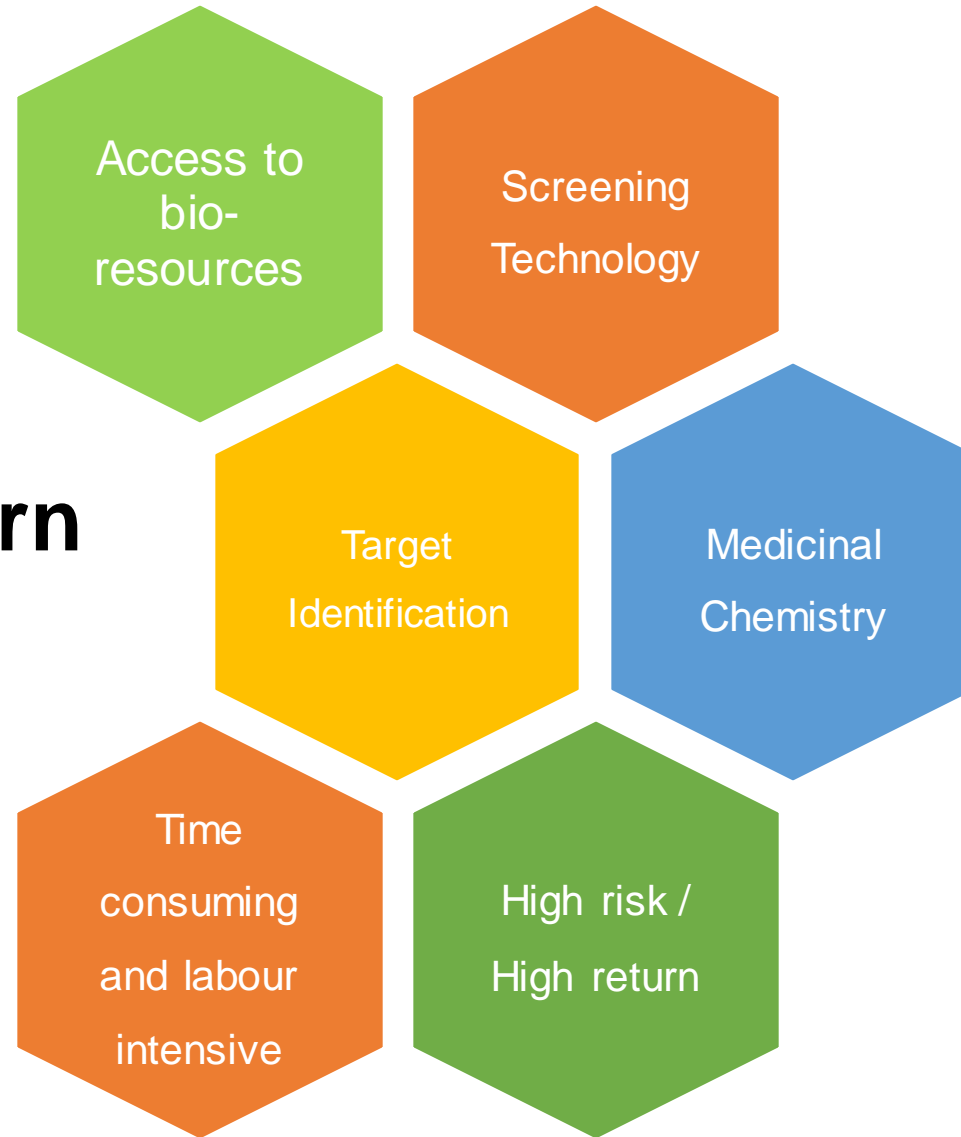 Access to
bio-
resources
Screening
Technology
rn
Target
Identification
Medicinal
Chemistry
Time
consuming
and labour
intensive
High risk /
High return